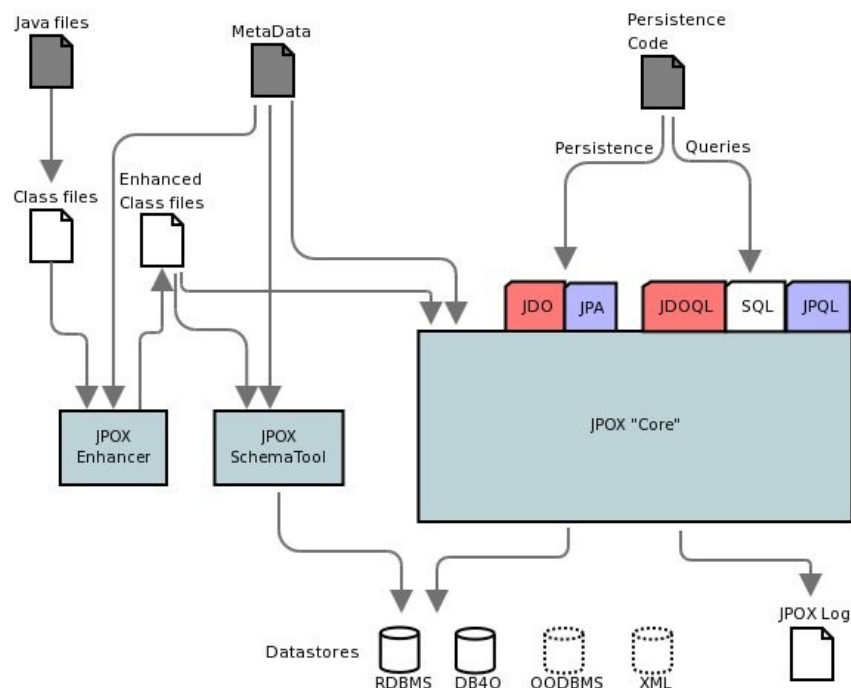 Java files
MetaData
Persistence
Code
Persistence
Queries
Class files
Enhanced
Class files
JDO
JPA
JDOQL
SQL
JPQL
JPOX
Enhancer
JPOX
SchemaTool
JPOX "Core"
JPOX Log
Datastores
RDBMS
DB4O
OODBMS
XML